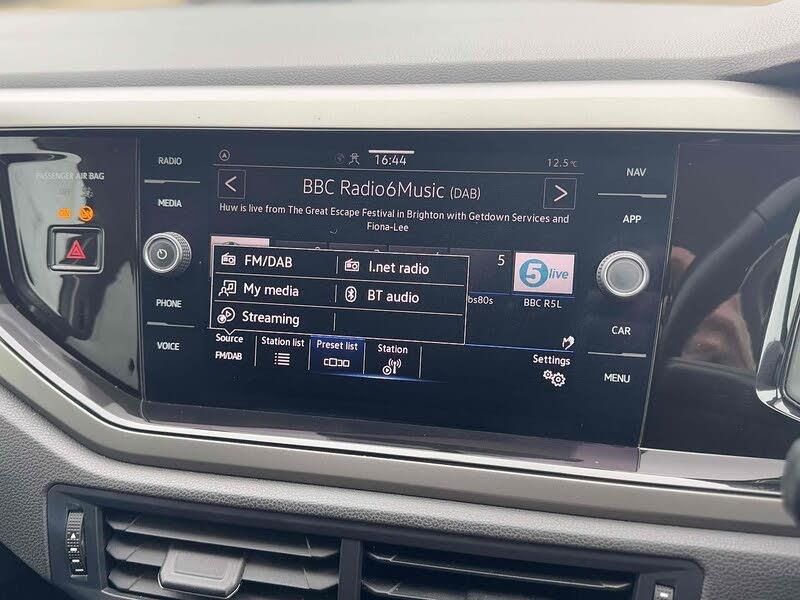 PASSENGER AIR BAG
OFF
ON
RADIO
MEDIA
PHONE
VOICE
16:44
12.5°C
BBC Radio6Music (DAB)
Huw is live from The Great Escape Festival in Brighton with Getdown Services and
Fiona-Lee
FM/DAB
I.net radio
My media
BT audio
Streaming
5
5 live
bs80s
BBC R5L
Source
FM/DAB
Station list
Preset list
Station
Settings
NAV
APP
CAR
MENU